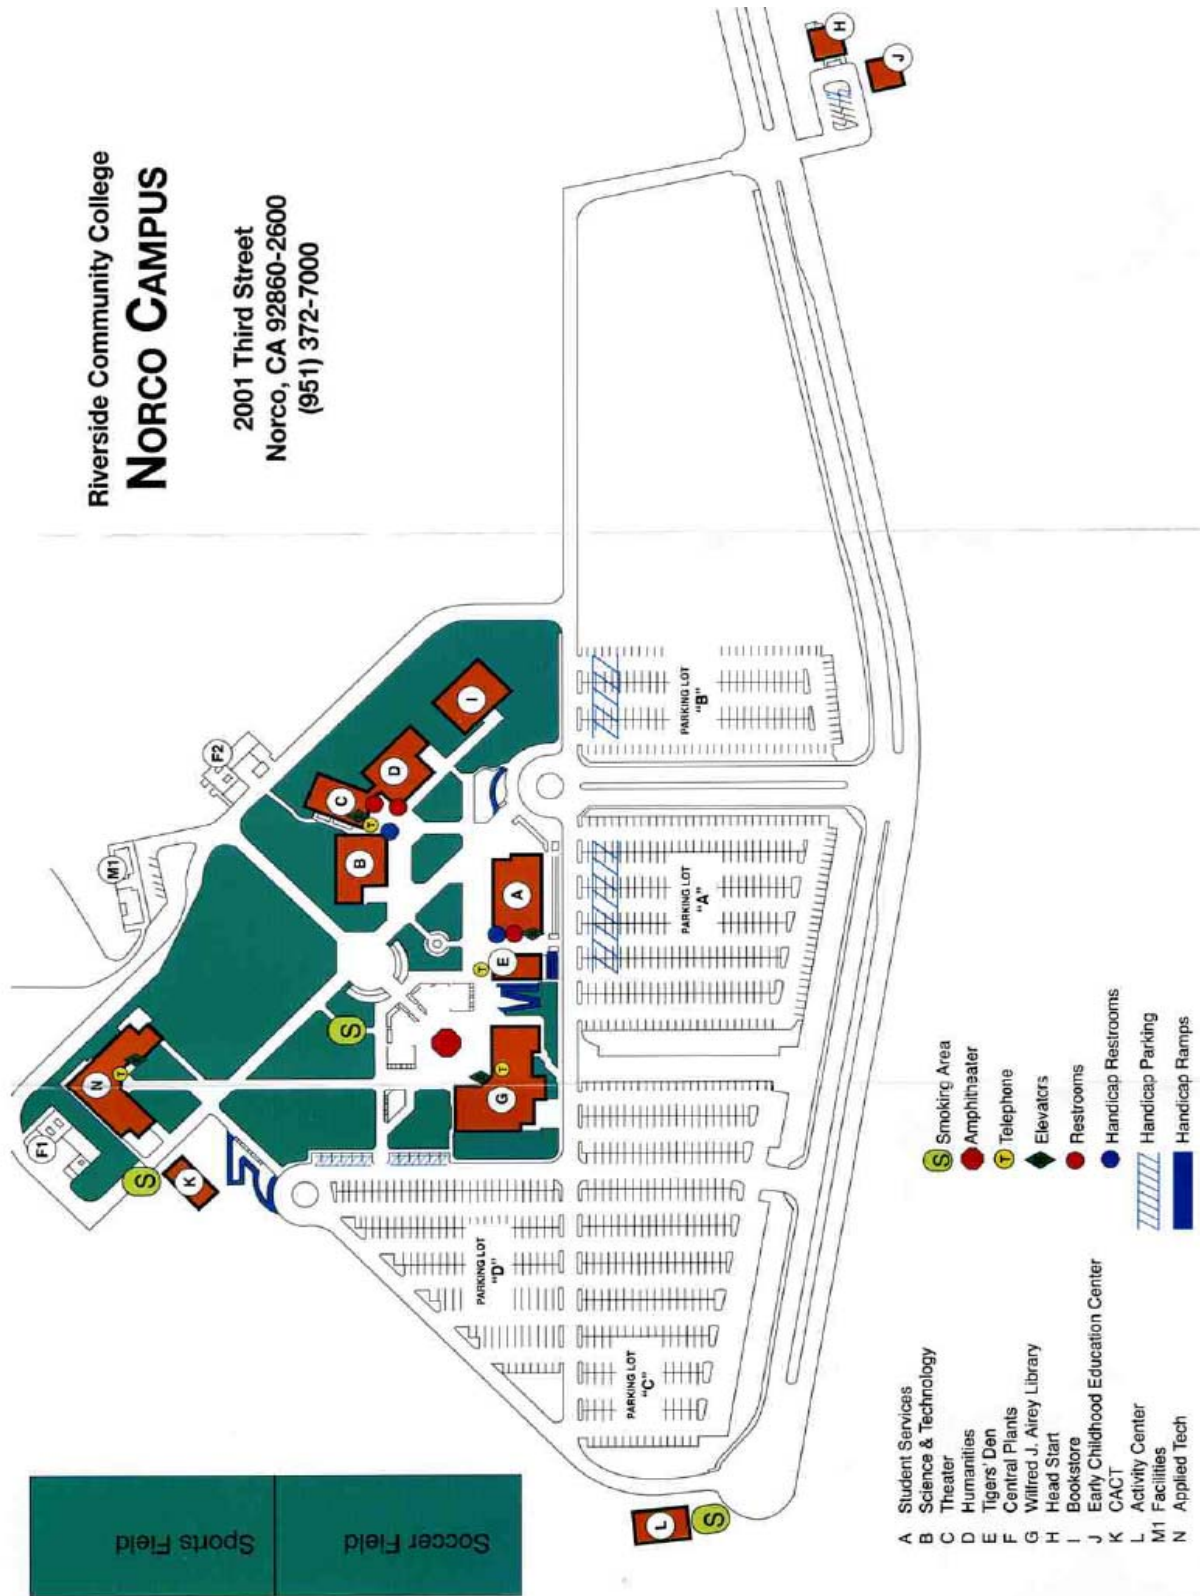 Riverside Community College
NORCO CAMPUS
2001 Third Street
Norco, CA 92860-2600
(951) 372-7000
H
J
F2
M1
I
D
C
T
B
A
E
T
S
N
T
F1
G
T
S
K
PARKING LOT
"B"
PARKING LOT
"A"
PARKING LOT
"D"
PARKING LOT
"C"
L
S
Sports Field
Soccer Field
A Student Services
B Science & Technology
C Theater
D Humanities
E Tigers' Den
F Central Plants
G Wilfred J. Airey Library
H Head Start
I Bookstore
J Early Childhood Education Center
K CACT
L Activity Center
M1 Facilities
N Applied Tech
S Smoking Area
Amphitheater
T Telephone
Elevators
Restrooms
Handicap Restrooms
Handicap Parking
Handicap Ramps